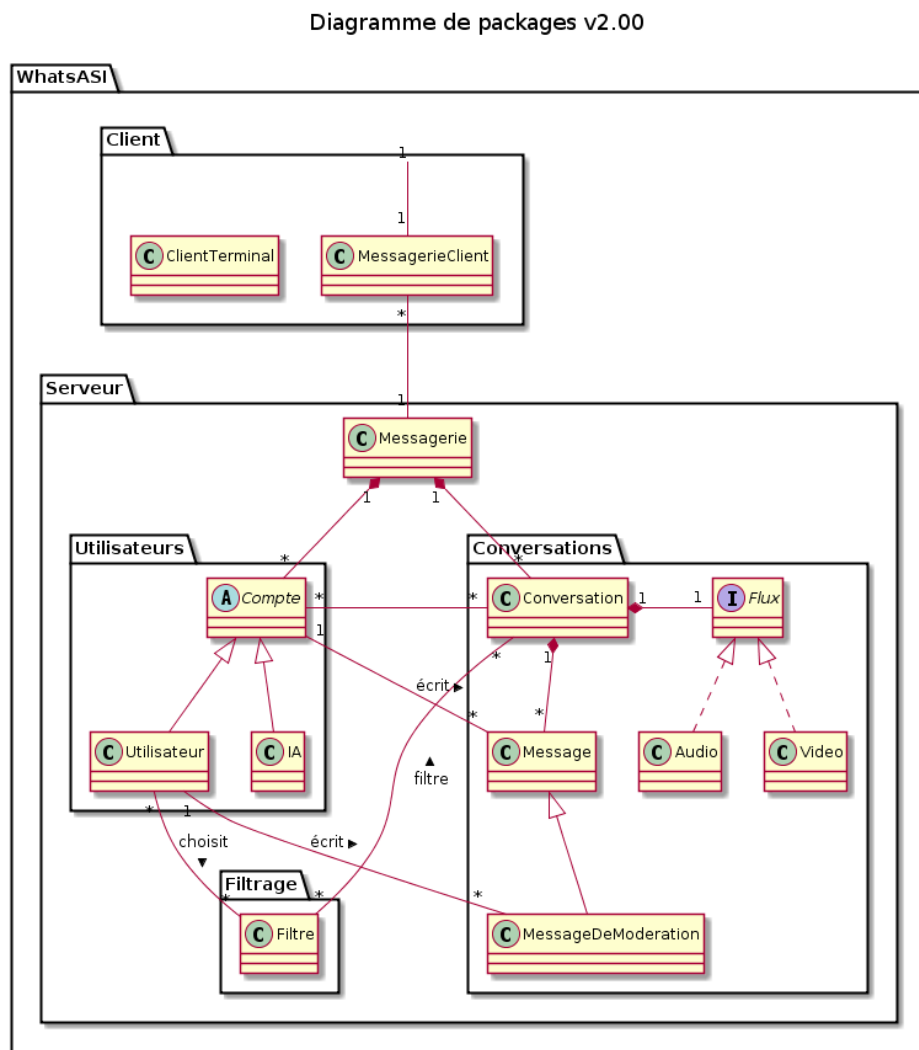 Diagramme de packages v2.00
WhatsASI
Client
1
1
C ClientTerminal
C MessagerieClient
*
Serveur
1
C Messagerie
1 1
Utilisateurs
Conversations
* *
A Compte
* *
C Conversation
1 1
I Flux
1
1
*
écrit ►
*
*
C Utilisateur
C IA
C Message
C Audio
C Video
▲
filtre
* 1
choisit
▼
écrit ►
Filtrage
* * *
C Filtre
C MessageDeModeration